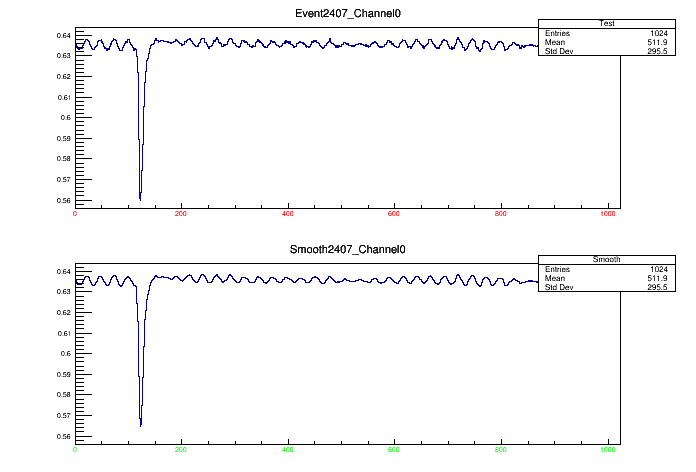 Event2407_Channel0
Test
Entries 1024
Mean 511.9
Std Dev 295.5
0.64
0.63
0.62
0.61
0.6
0.59
0.58
0.57
0.56
0 200 400 600 800 1000
Smooth2407_Channel0
Smooth
Entries 1024
Mean 511.9
Std Dev 295.5
0.64
0.63
0.62
0.61
0.6
0.59
0.58
0.57
0.56
0 200 400 600 800 1000